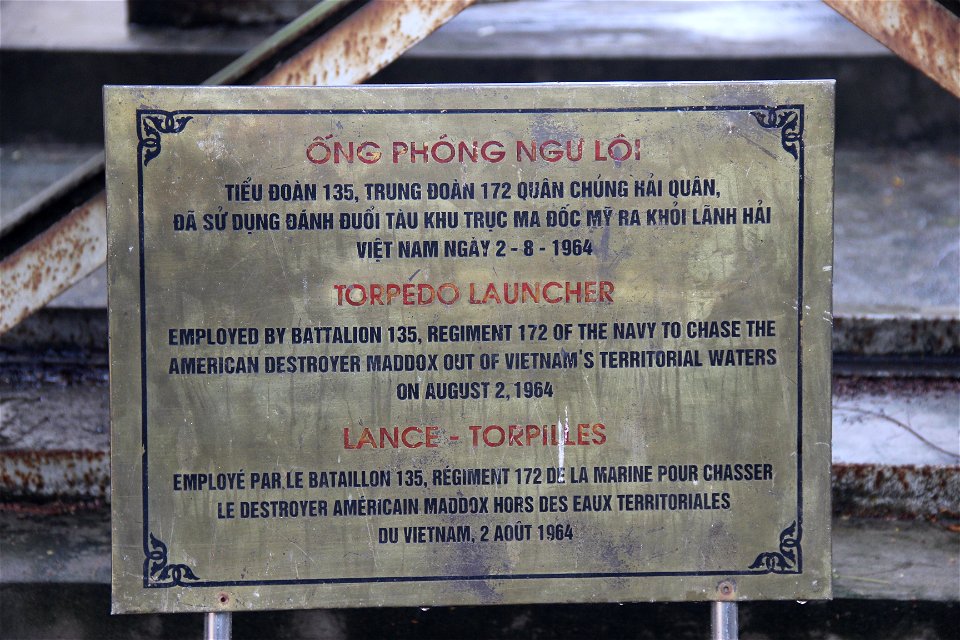 ỐNG PHÓNG NGƯ LÔI
TIỂU ĐOÀN 135, TRUNG ĐOÀN 172 QUÂN CHỦNG HẢI QUÂN,
ĐÃ SỬ DỤNG ĐÁNH ĐUỔI TÀU KHU TRỤC MA ĐỐC MỸ RA KHỎI LÃNH HẢI
VIỆT NAM NGÀY 2 - 8 - 1964
TORPEDO LAUNCHER
EMPLOYED BY BATTALION 135, REGIMENT 172 OF THE NAVY TO CHASE THE
AMERICAN DESTROYER MADDOX OUT OF VIETNAM'S TERRITORIAL WATERS
ON AUGUST 2, 1964
LANCE - TORPILLES
EMPLOYÉ PAR LE BATAILLON 135, RÉGIMENT 172 DE LA MARINE POUR CHASSER
LE DESTROYER AMÉRICAIN MADDOX HORS DES EAUX TERRITORIALES
DU VIETNAM, 2 AOÛT 1964